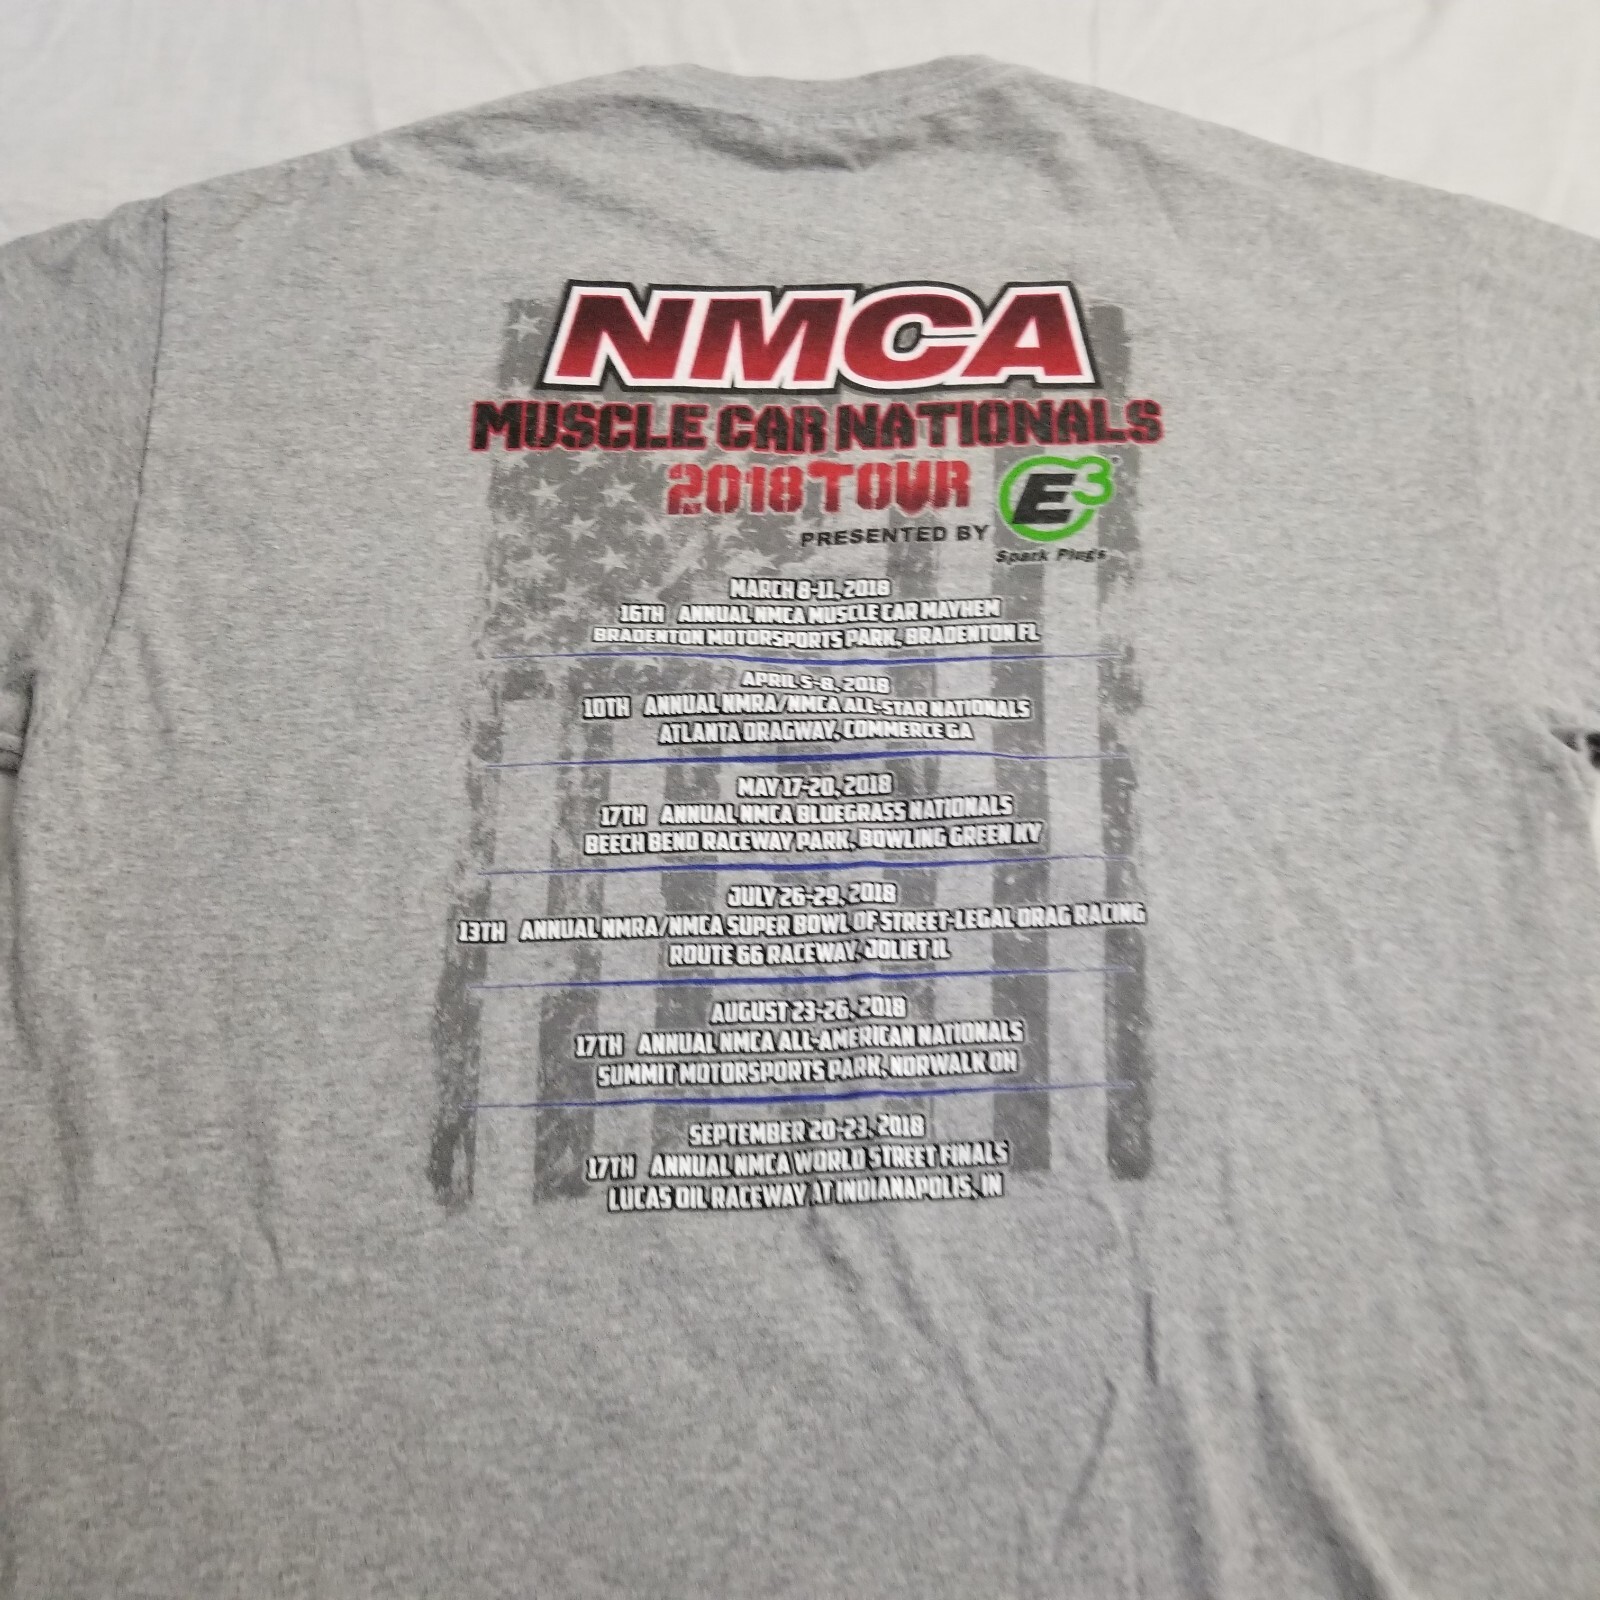 NMCA
MUSCLE CAR NATIONALS
2018 TOUR
PRESENTED BY
E3
Spark Plugs
MARCH 8-11, 2018
16TH ANNUAL NMCA MUSCLE CAR MAYHEM
BRADENTON MOTORSPORTS PARK, BRADENTON FL
APRIL 5-8, 2018
10TH ANNUAL NMRA/NMCA ALL-STAR NATIONALS
ATLANTA DRAGWAY, COMMERCE GA
MAY 17-20, 2018
17TH ANNUAL NMCA BLUEGRASS NATIONALS
BEECH BEND RACEWAY PARK, BOWLING GREEN KY
JULY 26-29, 2018
13TH ANNUAL NMRA/NMCA SUPER BOWL OF STREET-LEGAL DRAG RACING
ROUTE 66 RACEWAY, JOLIET IL
AUGUST 23-26, 2018
17TH ANNUAL NMCA ALL-AMERICAN NATIONALS
SUMMIT MOTORSPORTS PARK, NORWALK OH
SEPTEMBER 20-23, 2018
17TH ANNUAL NMCA WORLD STREET FINALS
LUCAS OIL RACEWAY AT INDIANAPOLIS, IN